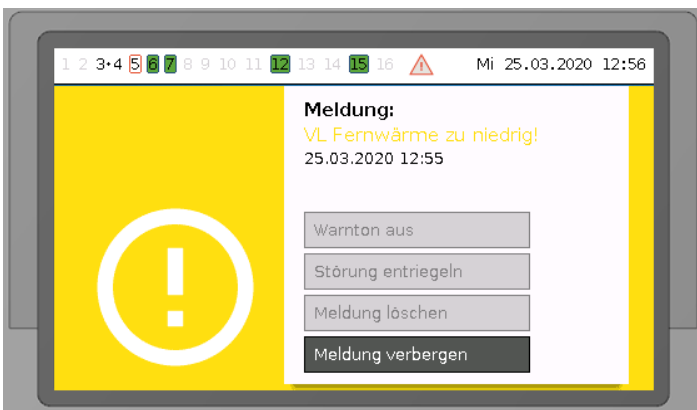 1 2 3•4 5 6 7 8 9 10 11 12 13 14 15 16 Mi 25.03.2020 12:56
Meldung:
VL Fernwärme zu niedrig!
25.03.2020 12:55
Warnton aus
Störung entriegeln
Meldung löschen
Meldung verbergen